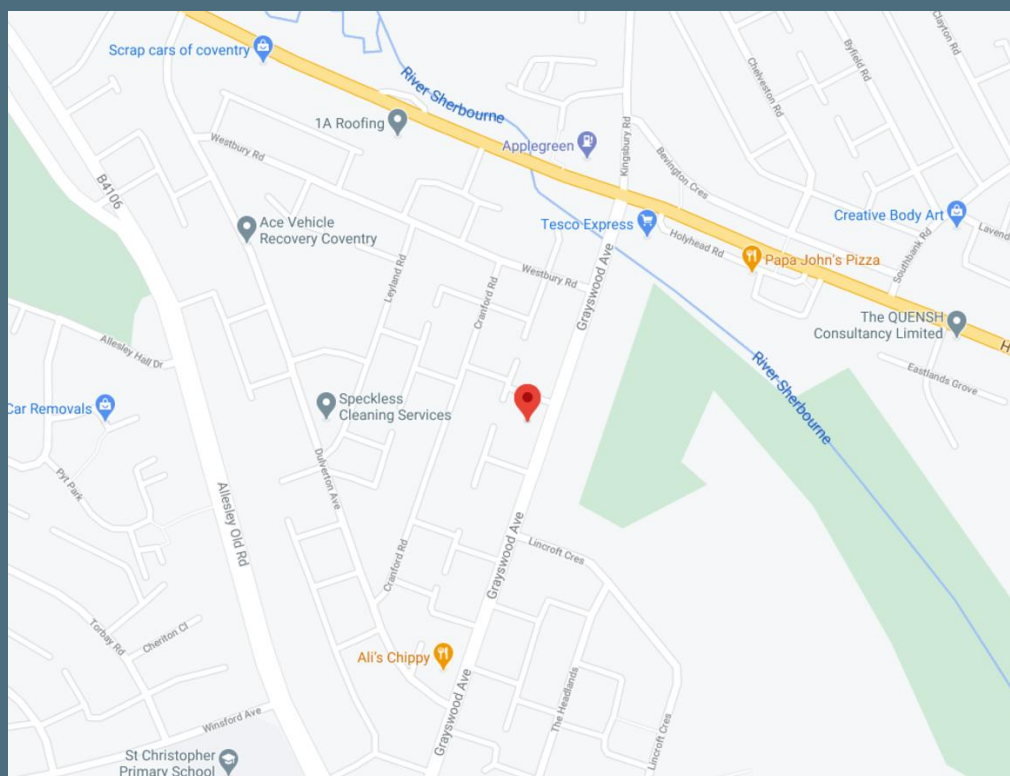 Scrap cars of coventry
River Sherbourne
Clayton Rd
Byfield Rd
Chelveston Rd
1A Roofing
Applegreen
Kingsbury Rd
Westbury Rd
Bevington Cres
B4106
Ace Vehicle
Recovery Coventry
Tesco Express
Creative Body Art
Holyhead Rd
Southbank Rd
Lavend
Leyland Rd
Papa John's Pizza
Westbury Rd
Cranford Rd
Grayswood Ave
The QUENSH
Consultancy Limited
Allesley Hall Dr
H
Eastlands Grove
River Sherbourne
Car Removals
Speckless
Cleaning Services
Pyt Park
Dulverton Ave
Allesley Old Rd
Grayswood Ave
Lincroft Cres
Cranford Rd
Torbay Rd
Cheriton Cl
Ali's Chippy
The Headlands
Grayswood Ave
Lincroft Cres
Winsford Ave
St Christopher
Primary School